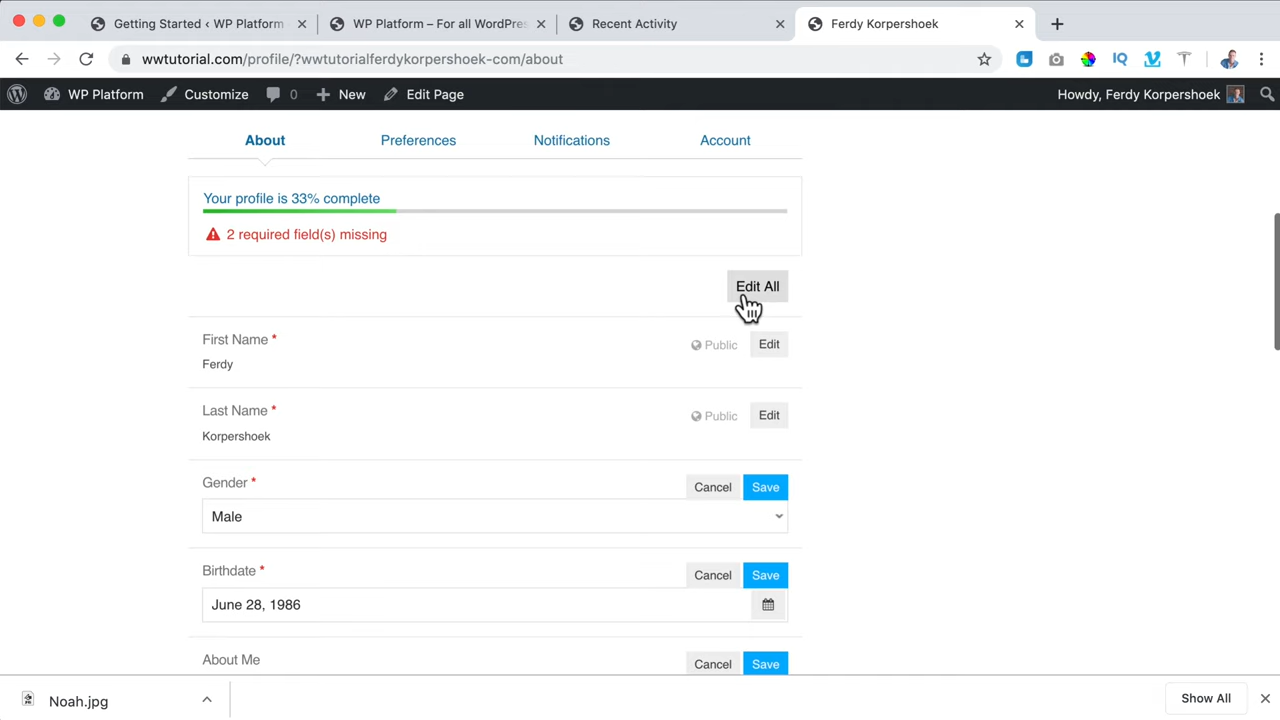 Getting Started ‹ WP Platform
WP Platform – For all WordPres
Recent Activity
Ferdy Korpershoek
wwtutorial.com/profile/?wwtutorialferdykorpershoek-com/about
WP Platform
Customize
0
New
Edit Page
Howdy, Ferdy Korpershoek
About
Preferences
Notifications
Account
Your profile is 33% complete
2 required field(s) missing
Edit All
First Name *
Public
Edit
Ferdy
Last Name *
Public
Edit
Korpershoek
Gender *
Cancel
Save
Male
Birthdate *
Cancel
Save
June 28, 1986
About Me
Cancel
Save
Noah.jpg
Show All